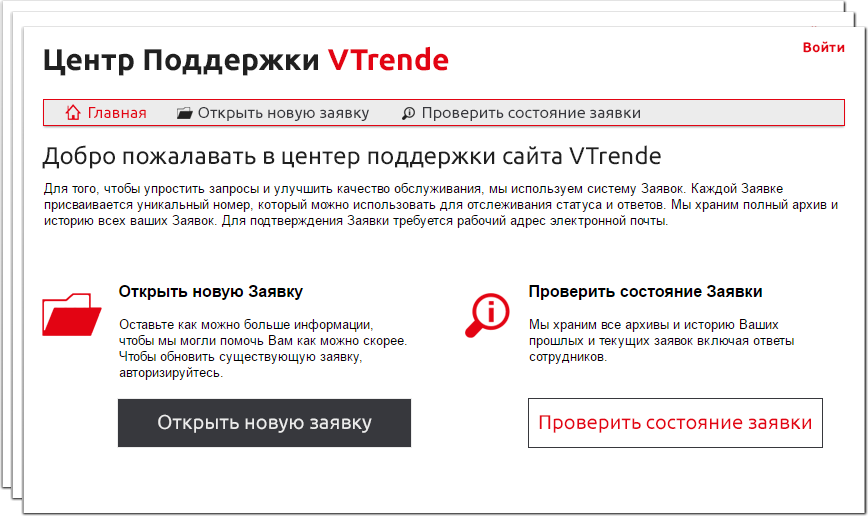 Войти
Центр Поддержки VTrende
Главная Открыть новую заявку Проверить состояние заявки
Добро пожалавать в центер поддержки сайта VTrende
Для того, чтобы упростить запросы и улучшить качество обслуживания, мы используем систему Заявок. Каждой Заявке
присваивается уникальный номер, который можно использовать для отслеживания статуса и ответов. Мы храним полный архив и
историю всех ваших Заявок. Для подтверждения Заявки требуется рабочий адрес электронной почты.
Открыть новую Заявку
Оставьте как можно больше информации,
чтобы мы могли помочь Вам как можно скорее.
Чтобы обновить существующую заявку,
авторизируйтесь.
Открыть новую заявку
Проверить состояние Заявки
Мы храним все архивы и историю Ваших
прошлых и текущих заявок включая ответы
сотрудников.
Проверить состояние заявки